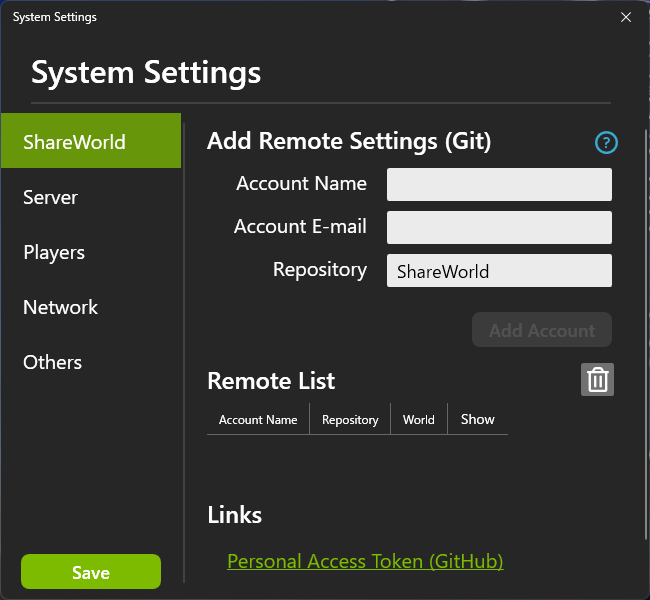 System Settings
System Settings
ShareWorld
Server
Players
Network
Others
Save
Add Remote Settings (Git)
?
Account Name
Account E-mail
Repository
ShareWorld
Add Account
Remote List
Account Name
Repository
World
Show
Links
Personal Access Token (GitHub)